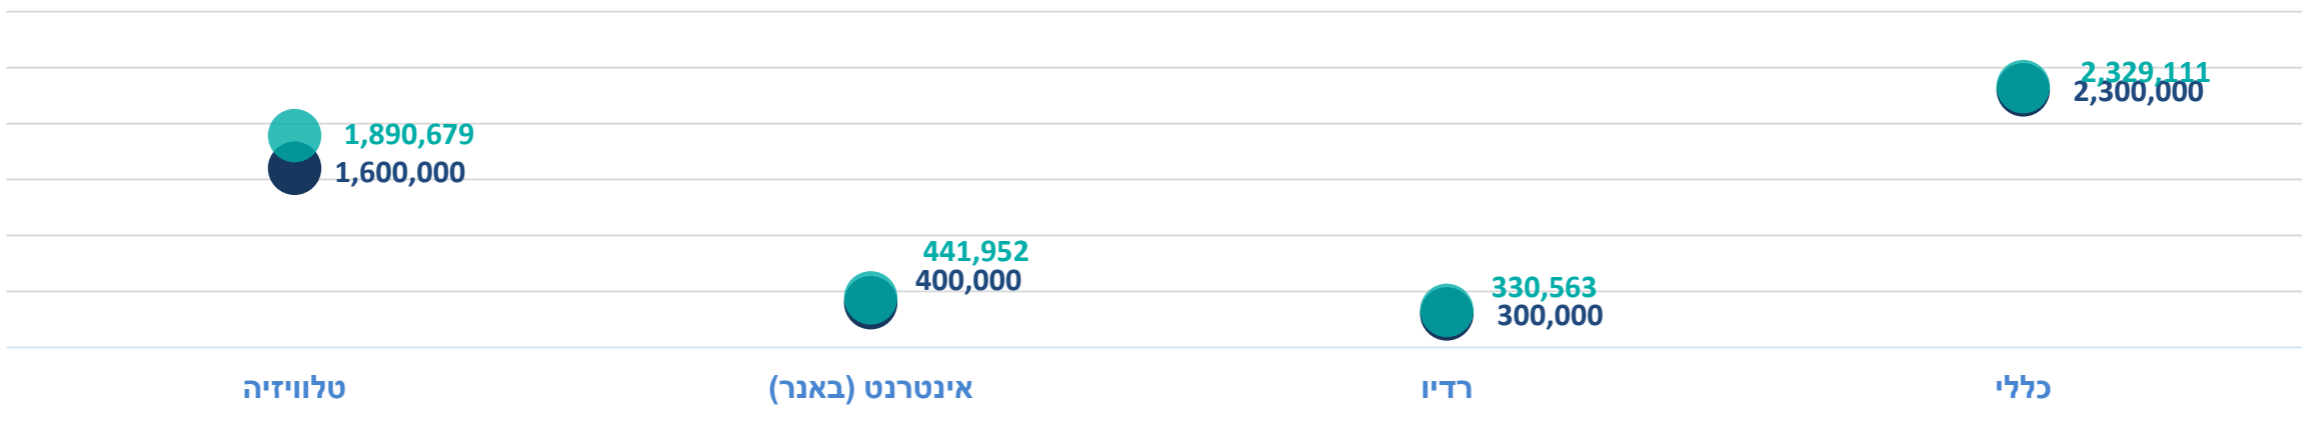 2,329,111
2,300,000
1,890,679
1,600,000
441,952
400,000
330,563
300,000
כללי
רדיו
אינטרנט (באנר)
טלוויזיה